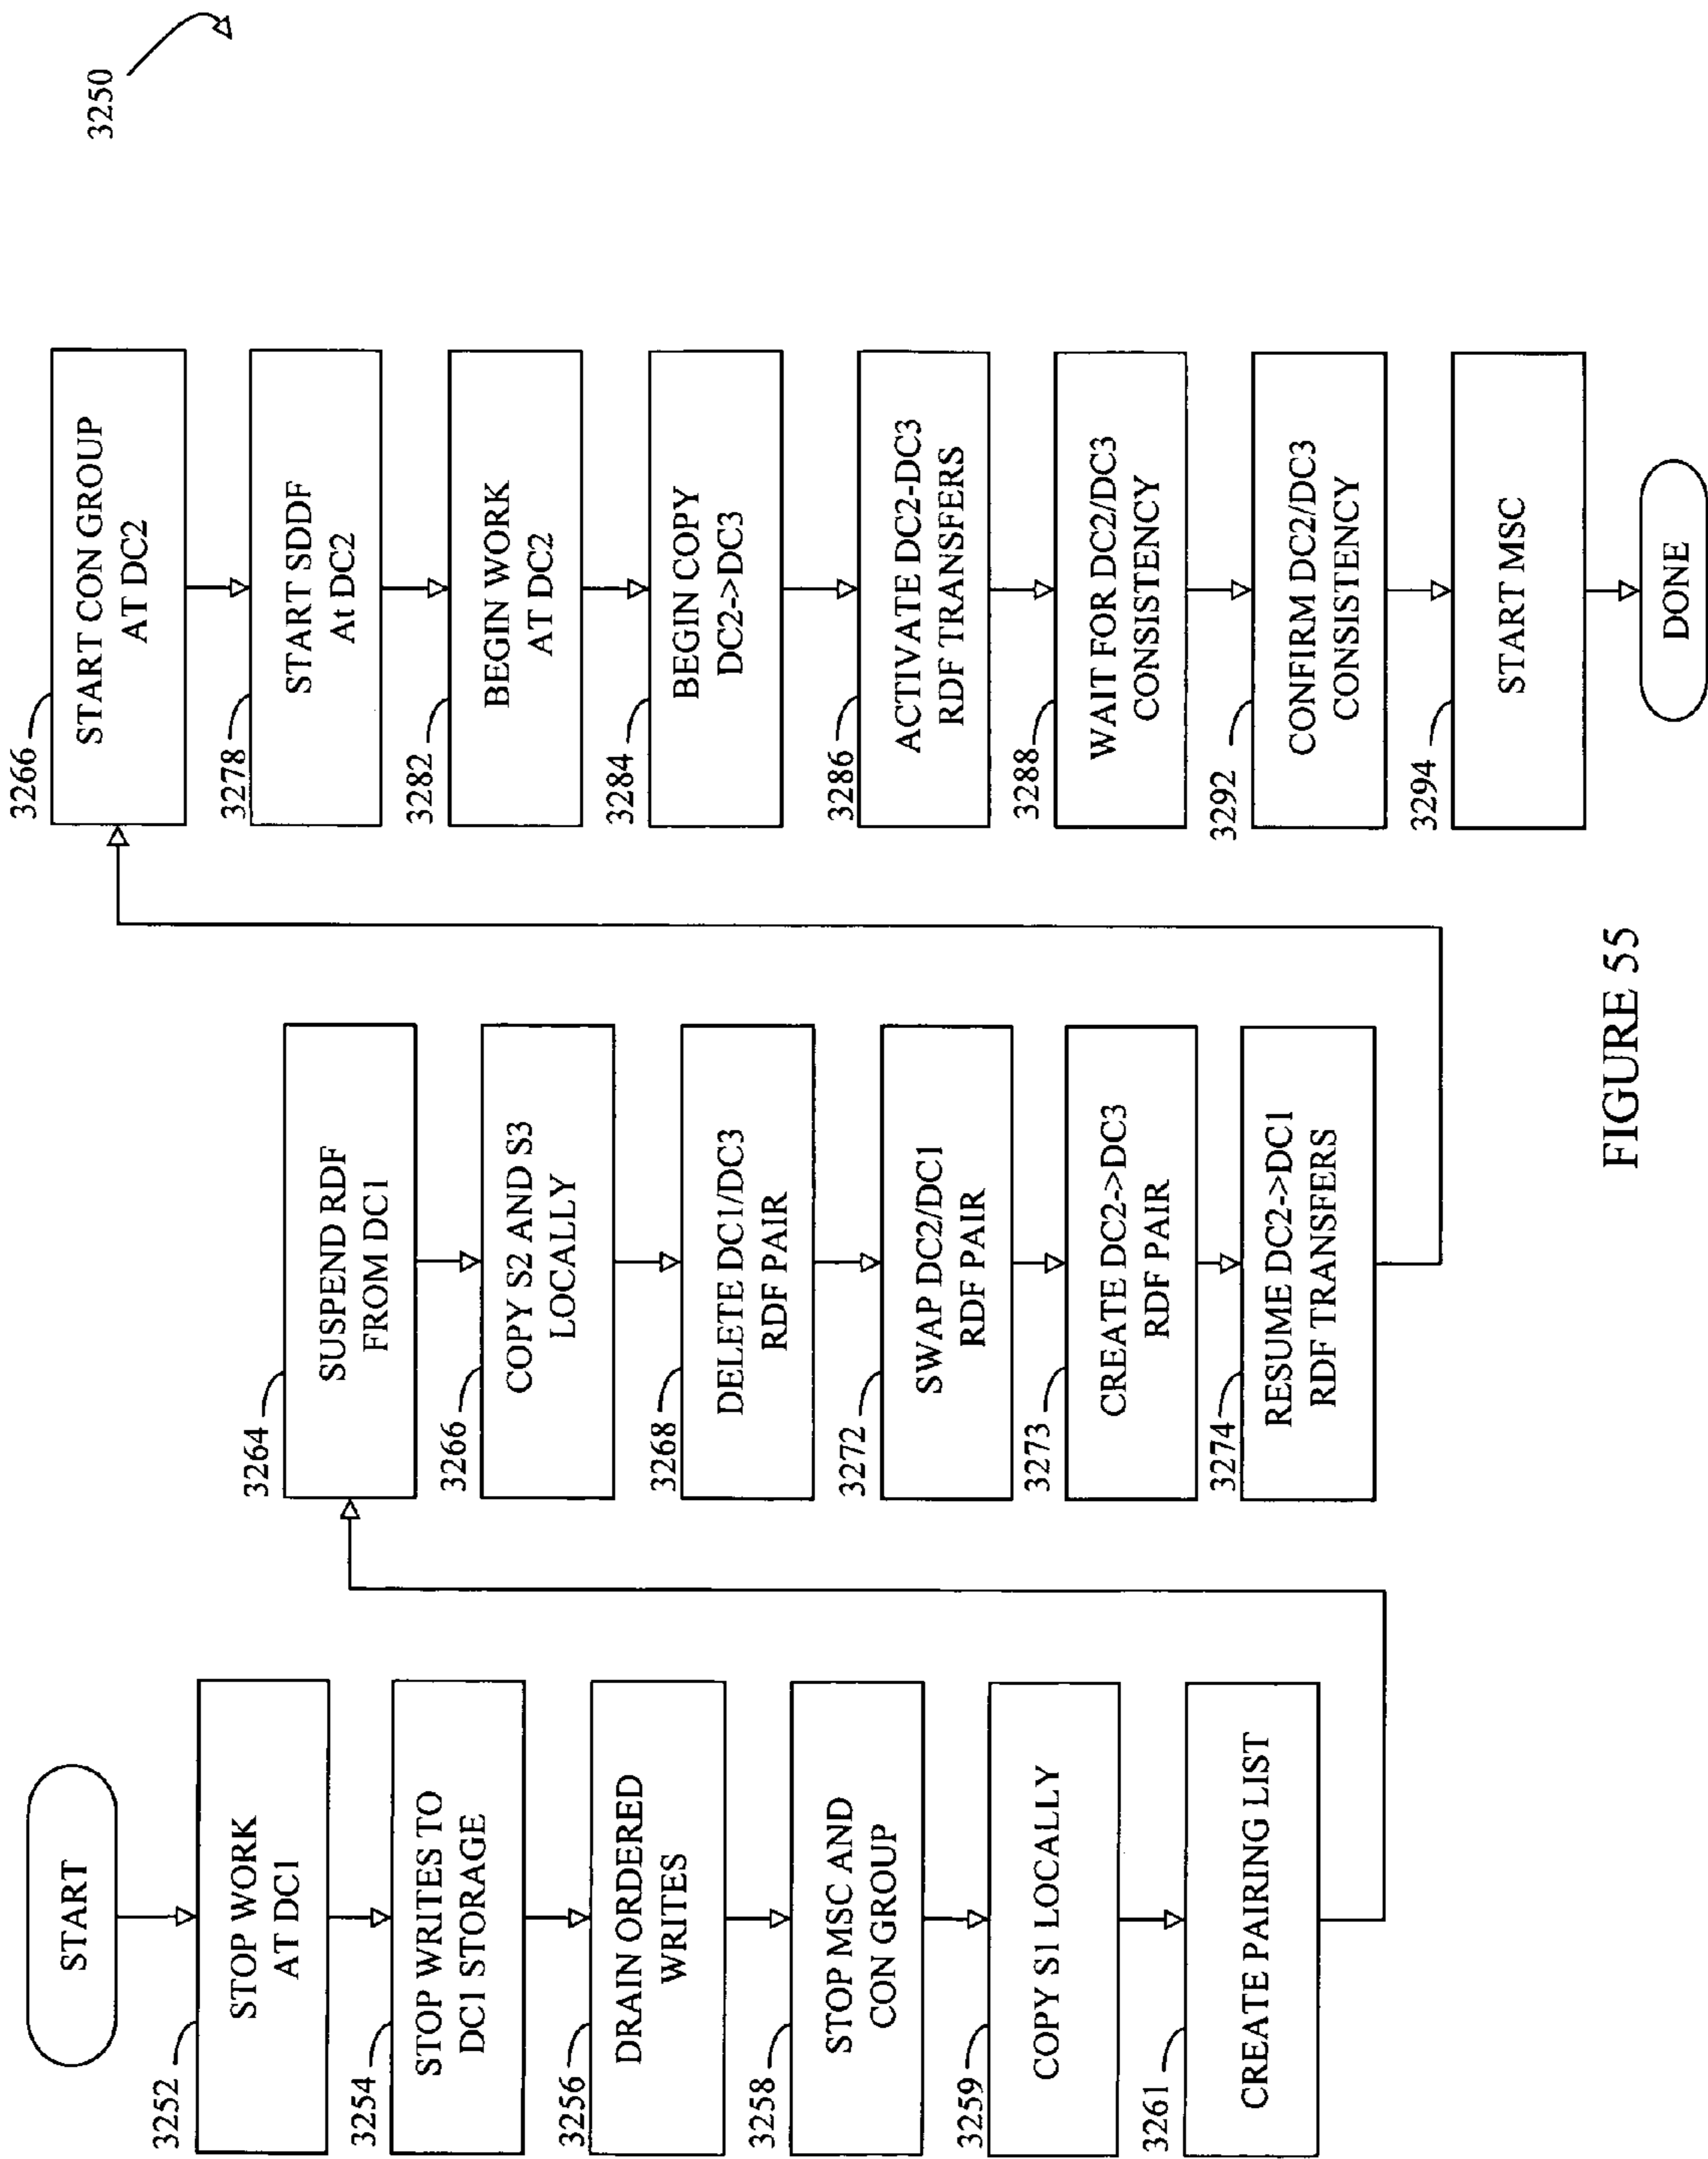 3250
START
3252
STOP WORK
AT DC1
3254
STOP WRITES TO
DC1 STORAGE
3256
DRAIN ORDERED
WRITES
3258
STOP MSC AND
CON GROUP
3259
COPY S1 LOCALLY
3261
CREATE PAIRING LIST
3264
SUSPEND RDF
FROM DC1
3266
COPY S2 AND S3
LOCALLY
3268
DELETE DC1/DC3
RDF PAIR
3272
SWAP DC2/DC1
RDF PAIR
3273
CREATE DC2->DC3
RDF PAIR
3274
RESUME DC2->DC1
RDF TRANSFERS
3266
START CON GROUP
AT DC2
3278
START SDDF
At DC2
3282
BEGIN WORK
AT DC2
3284
BEGIN COPY
DC2->DC3
3286
ACTIVATE DC2-DC3
RDF TRANSFERS
3288
WAIT FOR DC2/DC3
CONSISTENCY
3292
CONFIRM DC2/DC3
CONSISTENCY
3294
START MSC
DONE
FIGURE 55